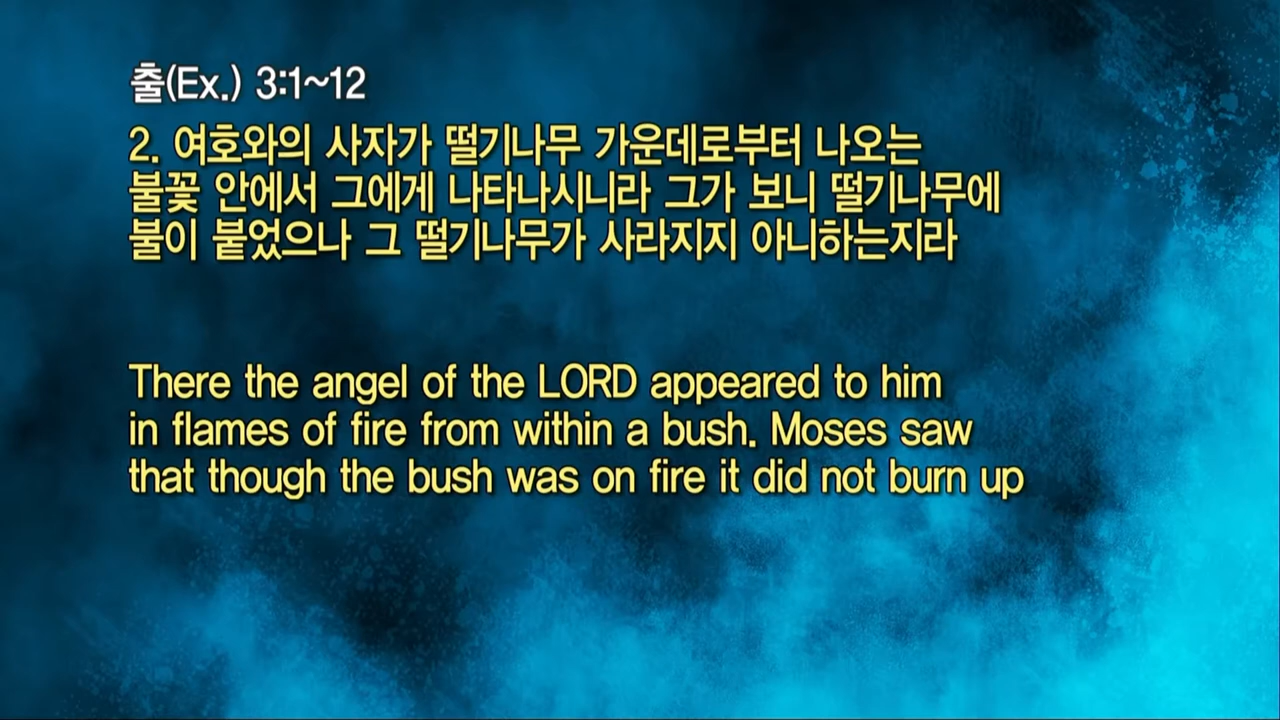 출(Ex.) 3:1~12
2. 여호와의 사자가 떨기나무 가운데로부터 나오는
불꽃 안에서 그에게 나타나시니라 그가 보니 떨기나무에
불이 붙었으나 그 떨기나무가 사라지지 아니하는지라
There the angel of the LORD appeared to him
in flames of fire from within a bush. Moses saw
that though the bush was on fire it did not burn up